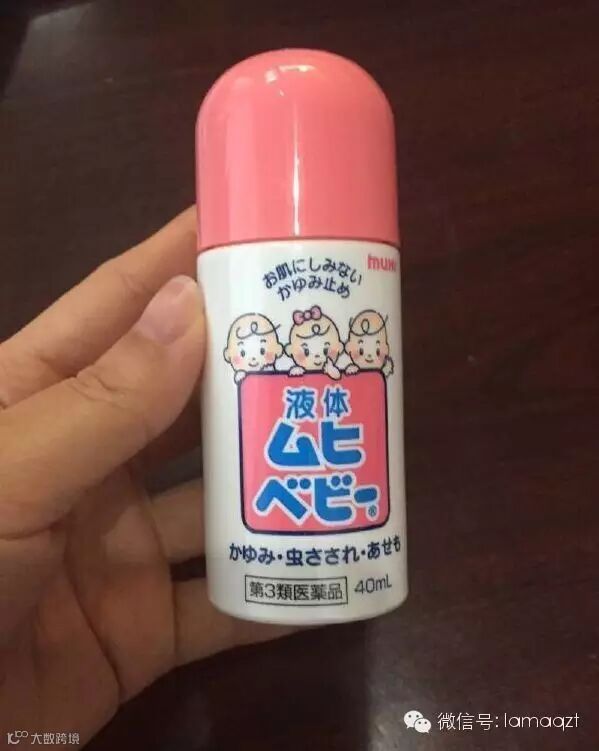 muHi
お肌にしみない
かゆみ止め
液体
ムヒ
ベビー®
かゆみ・虫さされ・あせも
第3類医薬品 40mL
微信号: lamaqzt
大数跨境